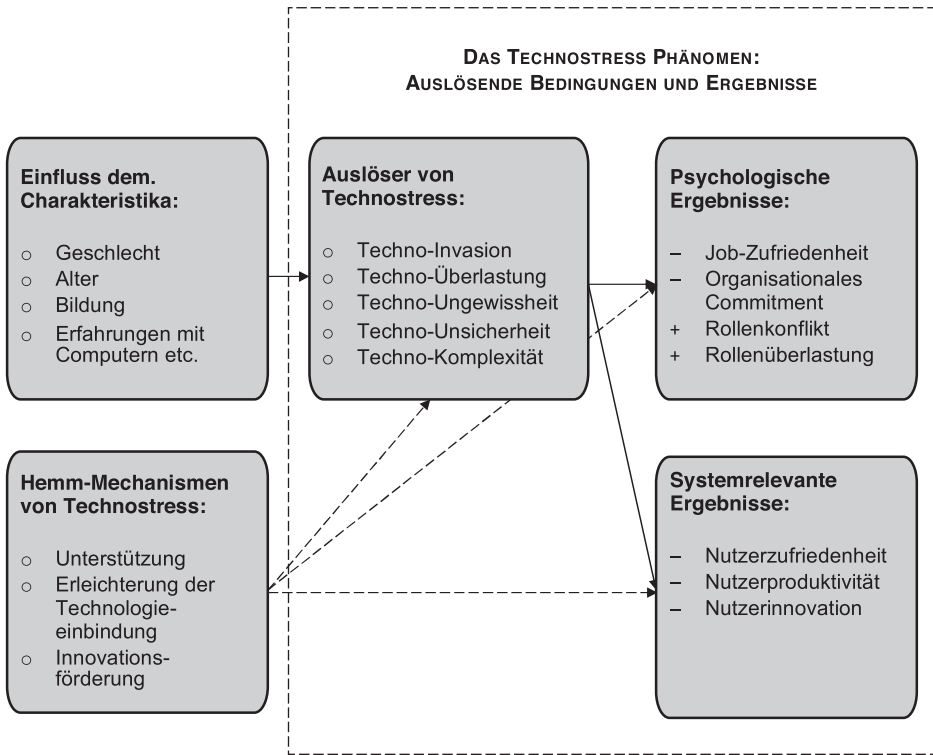 DAS TECHNOSTRESS PHÄNOMEN:
AUSLÖSENDE BEDINGUNGEN UND ERGEBNISSE
Einfluss dem.
Charakteristika:
○ Geschlecht
○ Alter
○ Bildung
○ Erfahrungen mit
Computern etc.
Auslöser von
Technostress:
○ Techno-Invasion
○ Techno-Überlastung
○ Techno-Ungewissheit
○ Techno-Unsicherheit
○ Techno-Komplexität
Psychologische
Ergebnisse:
– Job-Zufriedenheit
– Organisationales
Commitment
+ Rollenkonflikt
+ Rollenüberlastung
Hemm-Mechanismen
von Technostress:
○ Unterstützung
○ Erleichterung der
Technologie-
einbindung
○ Innovations-
förderung
Systemrelevante
Ergebnisse:
– Nutzerzufriedenheit
– Nutzerproduktivität
– Nutzerinnovation